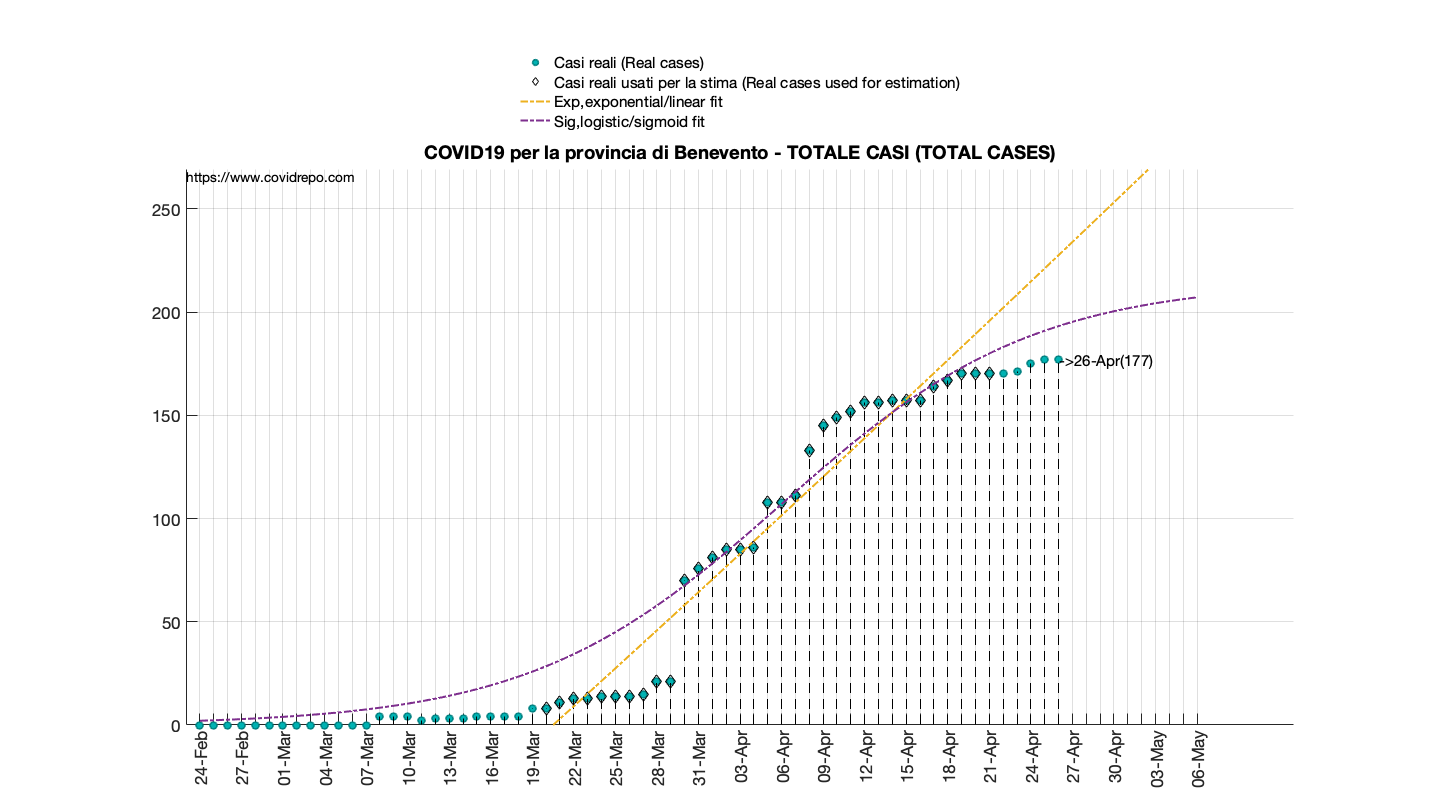 Casi reali (Real cases)
Casi reali usati per la stima (Real cases used for estimation)
Exp,exponential/linear fit
Sig,logistic/sigmoid fit
COVID19 per la provincia di Benevento - TOTALE CASI (TOTAL CASES)
https://www.covidrepo.com
250
200
150
100
50
0
->26-Apr(177)
24-Feb
27-Feb
01-Mar
04-Mar
07-Mar
10-Mar
13-Mar
16-Mar
19-Mar
22-Mar
25-Mar
28-Mar
31-Mar
03-Apr
06-Apr
09-Apr
12-Apr
15-Apr
18-Apr
21-Apr
24-Apr
27-Apr
30-Apr
03-May
06-May